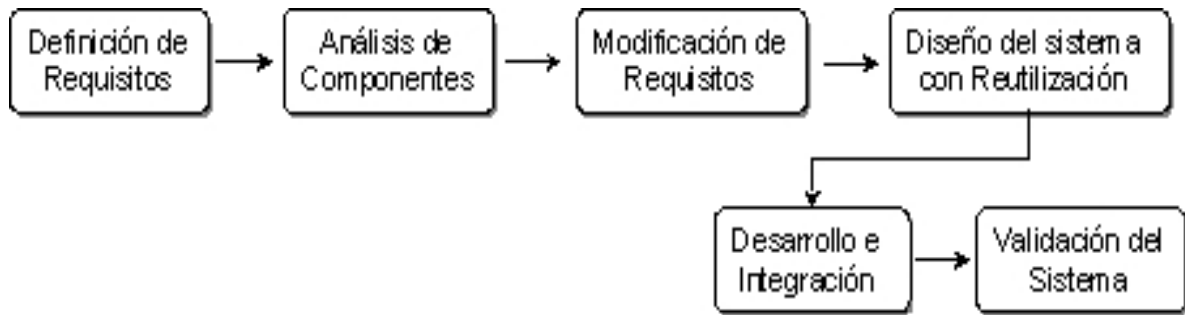 Definición de
Requisitos
Análisis de
Componentes
Modificación de
Requisitos
Diseño del sistema
con Reutilización
Desarrollo e
Integración
Validación del
Sistema